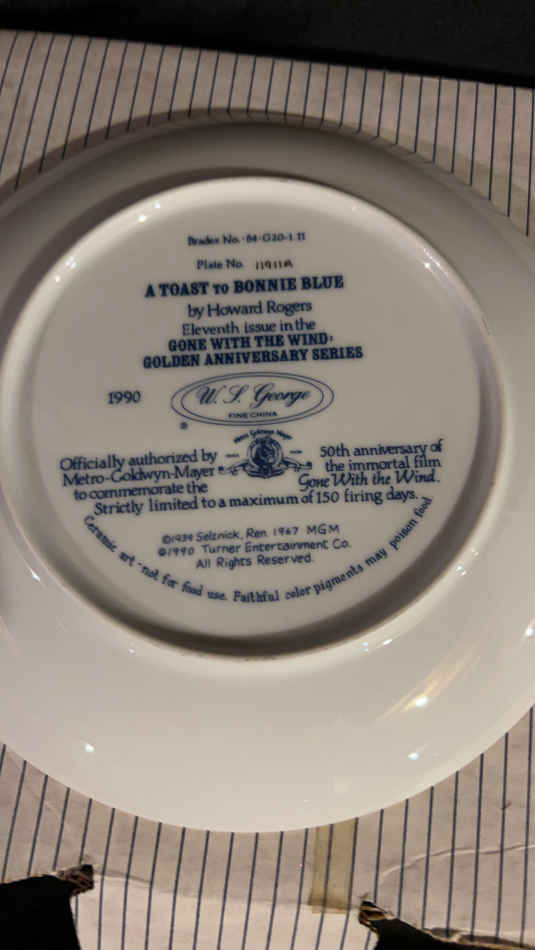 Bradex No. 84-G20-1.11
Plate No. 11911A
A TOAST TO BONNIE BLUE
by Howard Rogers
Eleventh issue in the
GONE WITH THE WIND:
GOLDEN ANNIVERSARY SERIES
1990
W. S. George
FINE CHINA
®
Metro Goldwyn Mayer
Officially authorized by
Metro-Goldwyn-Mayer
to commemorate the
50th anniversary of
the immortal film
Gone With the Wind.
Strictly limited to a maximum of 150 firing days.
©1939 Selznick, Ren. 1967 MGM
©1990 Turner Entertainment Co.
All Rights Reserved.
Ceramic art - not for food use. Faithful color pigments may poison food